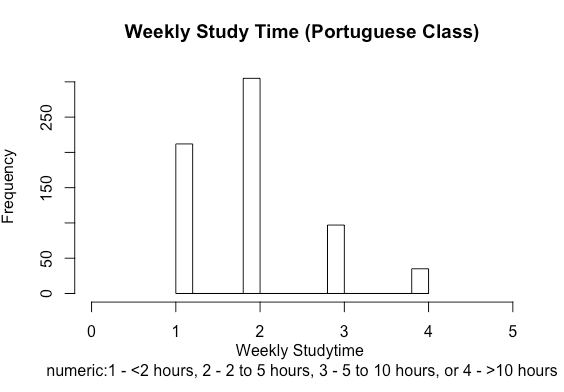 Weekly Study Time (Portuguese Class)
Frequency
250
150
50
0
0 1 2 3 4 5
Weekly Studytime
numeric:1 - <2 hours, 2 - 2 to 5 hours, 3 - 5 to 10 hours, or 4 - >10 hours